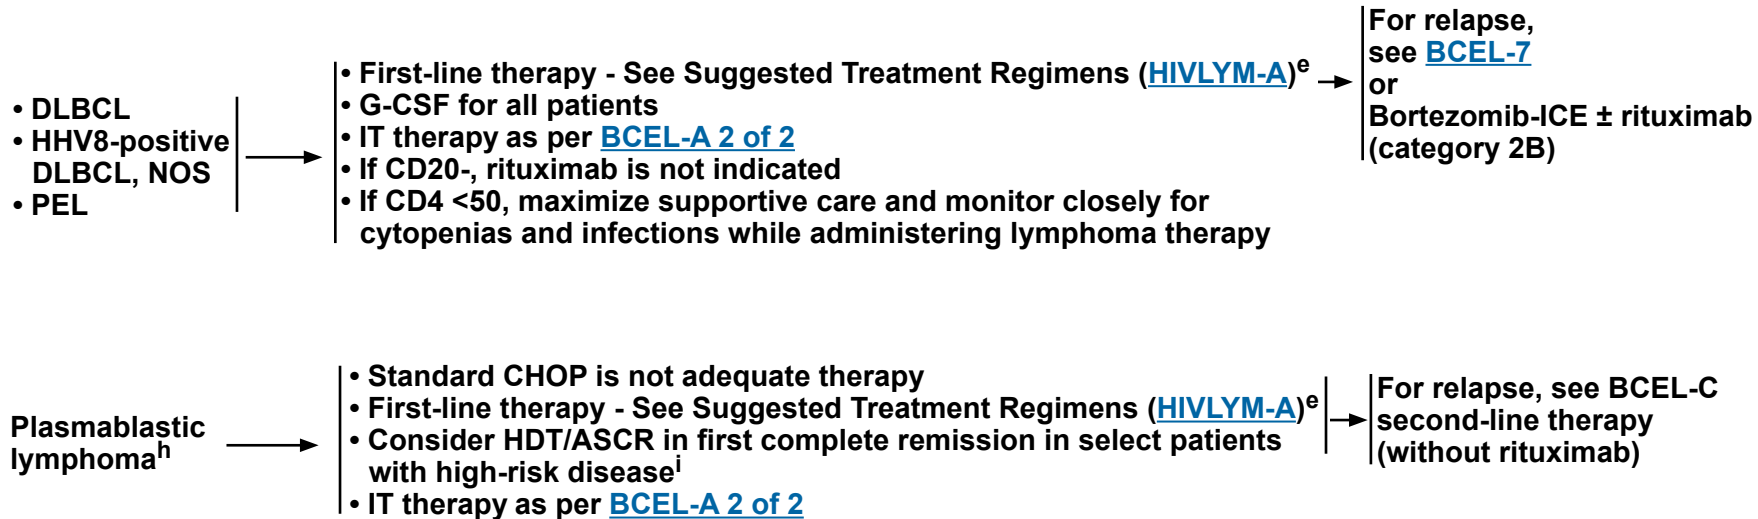 • DLBCL
• HHV8-positive
DLBCL, NOS
• PEL
• First-line therapy - See Suggested Treatment Regimens (HIVLYM-A)e
• G-CSF for all patients
• IT therapy as per BCEL-A 2 of 2
• If CD20-, rituximab is not indicated
• If CD4 <50, maximize supportive care and monitor closely for
cytopenias and infections while administering lymphoma therapy
For relapse,
see BCEL-7
or
Bortezomib-ICE ± rituximab
(category 2B)
Plasmablastic
lymphomah
• Standard CHOP is not adequate therapy
• First-line therapy - See Suggested Treatment Regimens (HIVLYM-A)e
• Consider HDT/ASCR in first complete remission in select patients
with high-risk diseasei
• IT therapy as per BCEL-A 2 of 2
For relapse, see BCEL-C
second-line therapy
(without rituximab)